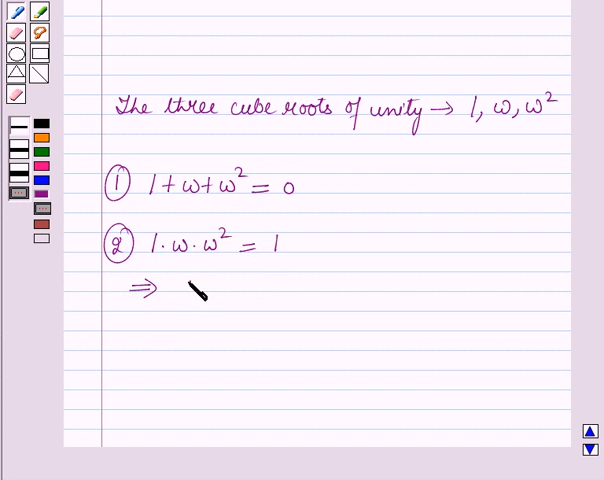 The three cube roots of unity → 1, ω, ω²
① 1 + ω + ω² = 0
② 1 · ω · ω² = 1
⇒